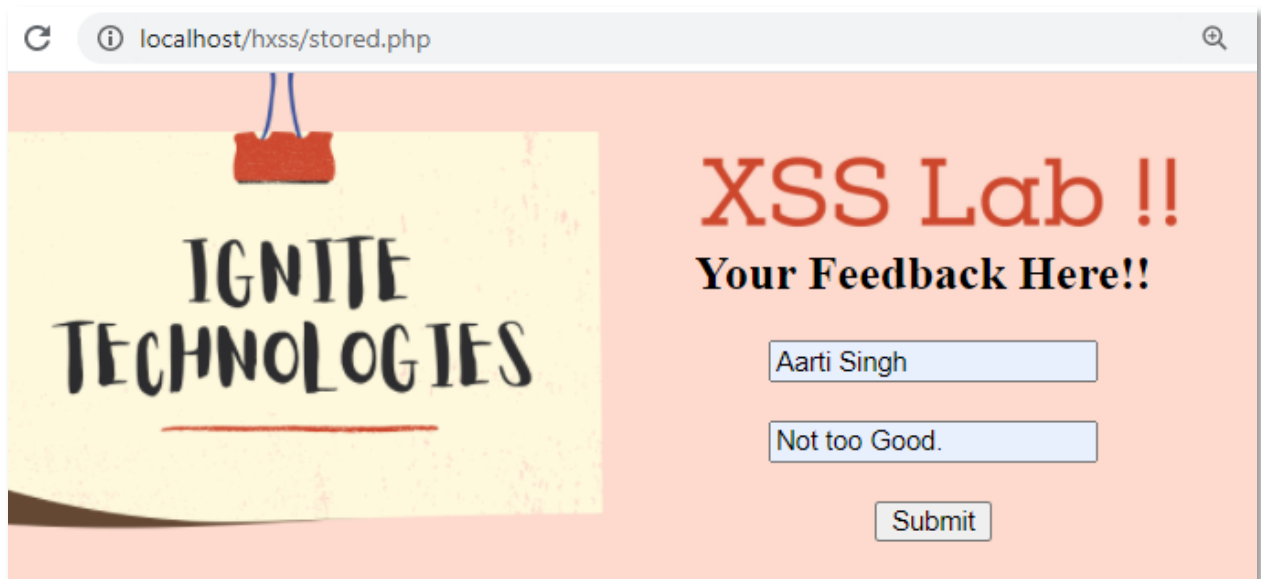 localhost/hxss/stored.php
IGNITE
TECHNOLOGIES
XSS Lab !!
Your Feedback Here!!
Aarti Singh
Not too Good.
Submit